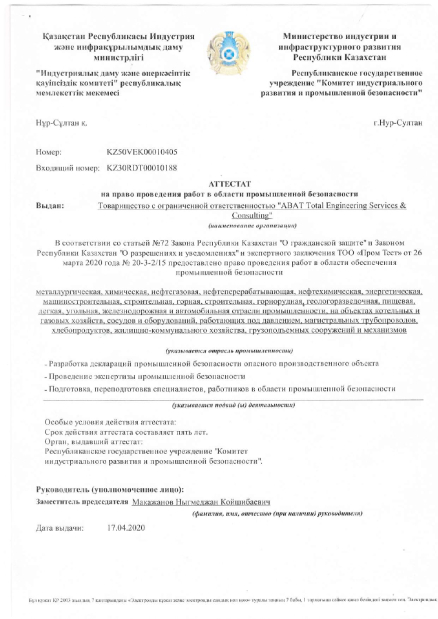 Қазақстан Республикасы Индустрия
және инфрақұрылымдық даму
министрлігі
"Индустриялық даму және өнеркәсіптік
қауіпсіздік комитеті" республикалық
мемлекеттік мекемесі
Министерство индустрии и
инфраструктурного развития
Республики Казахстан
Республиканское государственное
учреждение "Комитет индустриального
развития и промышленной безопасности"
Нұр-Сұлтан қ.
г.Нур-Султан
Номер: KZ50VEK00010405
Входящий номер: KZ30RDT00010188
АТТЕСТАТ
на право проведения работ в области промышленной безопасности
Выдан: Товарищество с ограниченной ответственностью "ABAT Total Engineering Services &
Consulting"
(наименование организации)
В соответствии со статьей №72 Закона Республики Казахстан "О гражданской защите" и Законом
Республики Казахстан "О разрешениях и уведомлениях" и экспертного заключения ТОО «Пром Тест» от 26
марта 2020 года № 20-3-2/15 предоставлено право проведения работ в области обеспечения
промышленной безопасности
металлургическая, химическая, нефтегазовая, нефтеперерабатывающая, нефтехимическая, энергетическая,
машиностроительная, строительная, горная, строительная, горнорудная, геологоразведочная, пищевая,
легкая, угольная, железнодорожная и автомобильная отрасли промышленности, на объектах котельных и
газовых хозяйств, сосудов и оборудований, работающих под давлением, магистральных трубопроводов,
хлебопродуктов, жилищно-коммунального хозяйства, грузоподъемных сооружений и механизмов
(указывается отрасль промышленности)
- Разработка деклараций промышленной безопасности опасного производственного объекта
- Проведение экспертизы промышленной безопасности
- Подготовка, переподготовка специалистов, работников в области промышленной безопасности
(указывается подвид (ы) деятельности)
Особые условия действия аттестата:
Срок действия аттестата составляет пять лет.
Орган, выдавший аттестат:
Республиканское государственное учреждение "Комитет
индустриального развития и промышленной безопасности".
Руководитель (уполномоченное лицо):
Заместитель председателя Макажанов Ныгмеджан Койшибаевич
(фамилия, имя, отчество (при наличии) руководителя)
Дата выдачи: 17.04.2020